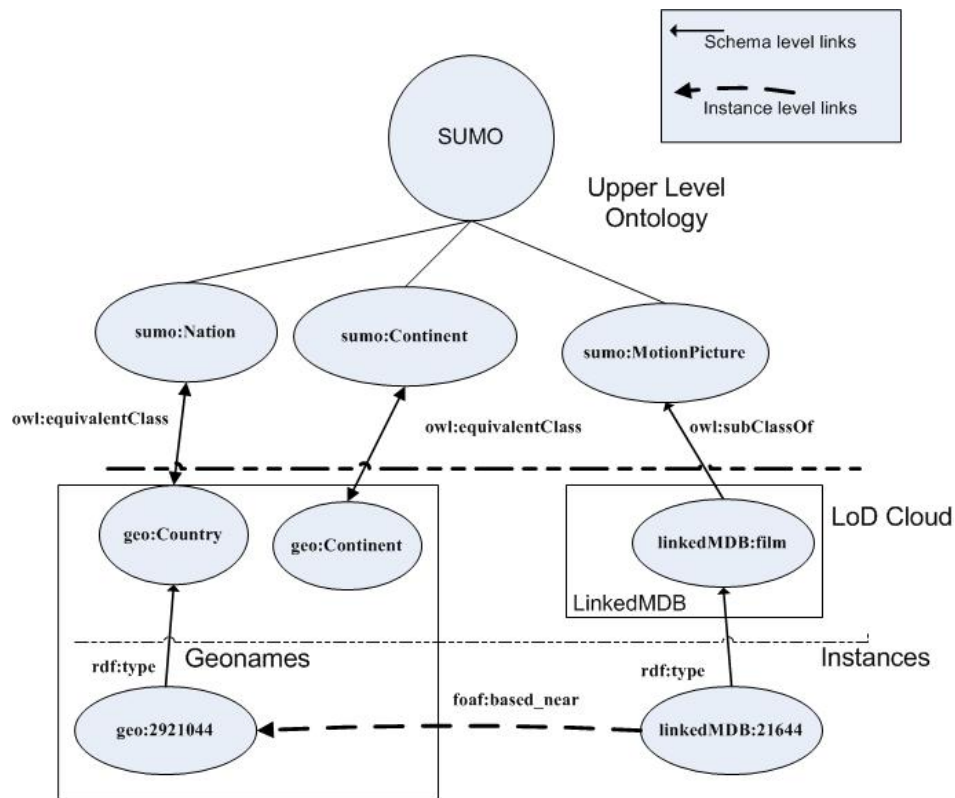 Schema level links
Instance level links
SUMO
Upper Level
Ontology
sumo:Nation
sumo:Continent
sumo:MotionPicture
owl:equivalentClass
owl:equivalentClass
owl:subClassOf
LoD Cloud
geo:Country
geo:Continent
linkedMDB:film
LinkedMDB
Geonames
Instances
rdf:type
rdf:type
foaf:based_near
geo:2921044
linkedMDB:21644